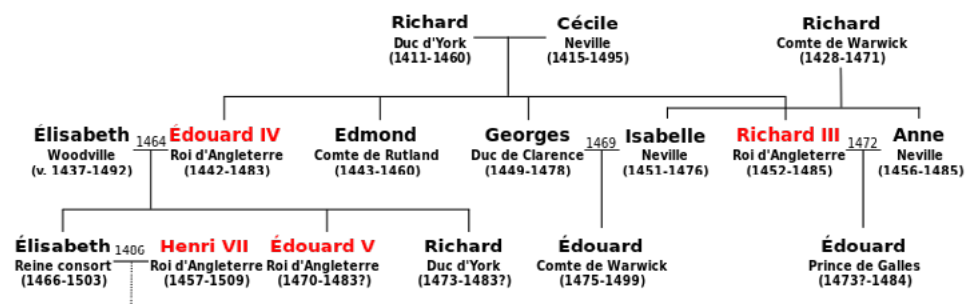 Richard Cécile Richard
Duc d'York Neville Comte de Warwick
(1411-1460) (1415-1495) (1428-1471)
Élisabeth 1464 Édouard IV Edmond Georges 1469 Isabelle Richard III 1472 Anne
Woodville Roi d'Angleterre Comte de Rutland Duc de Clarence Neville Roi d'Angleterre Neville
(v. 1437-1492) (1442-1483) (1443-1460) (1449-1478) (1451-1476) (1452-1485) (1456-1485)
Élisabeth 1406 Henri VII Édouard V Richard Édouard Édouard
Reine consort Roi d'Angleterre Roi d'Angleterre Duc d'York Comte de Warwick Prince de Galles
(1466-1503) (1457-1509) (1470-1483?) (1473-1483?) (1475-1499) (1473?-1484)